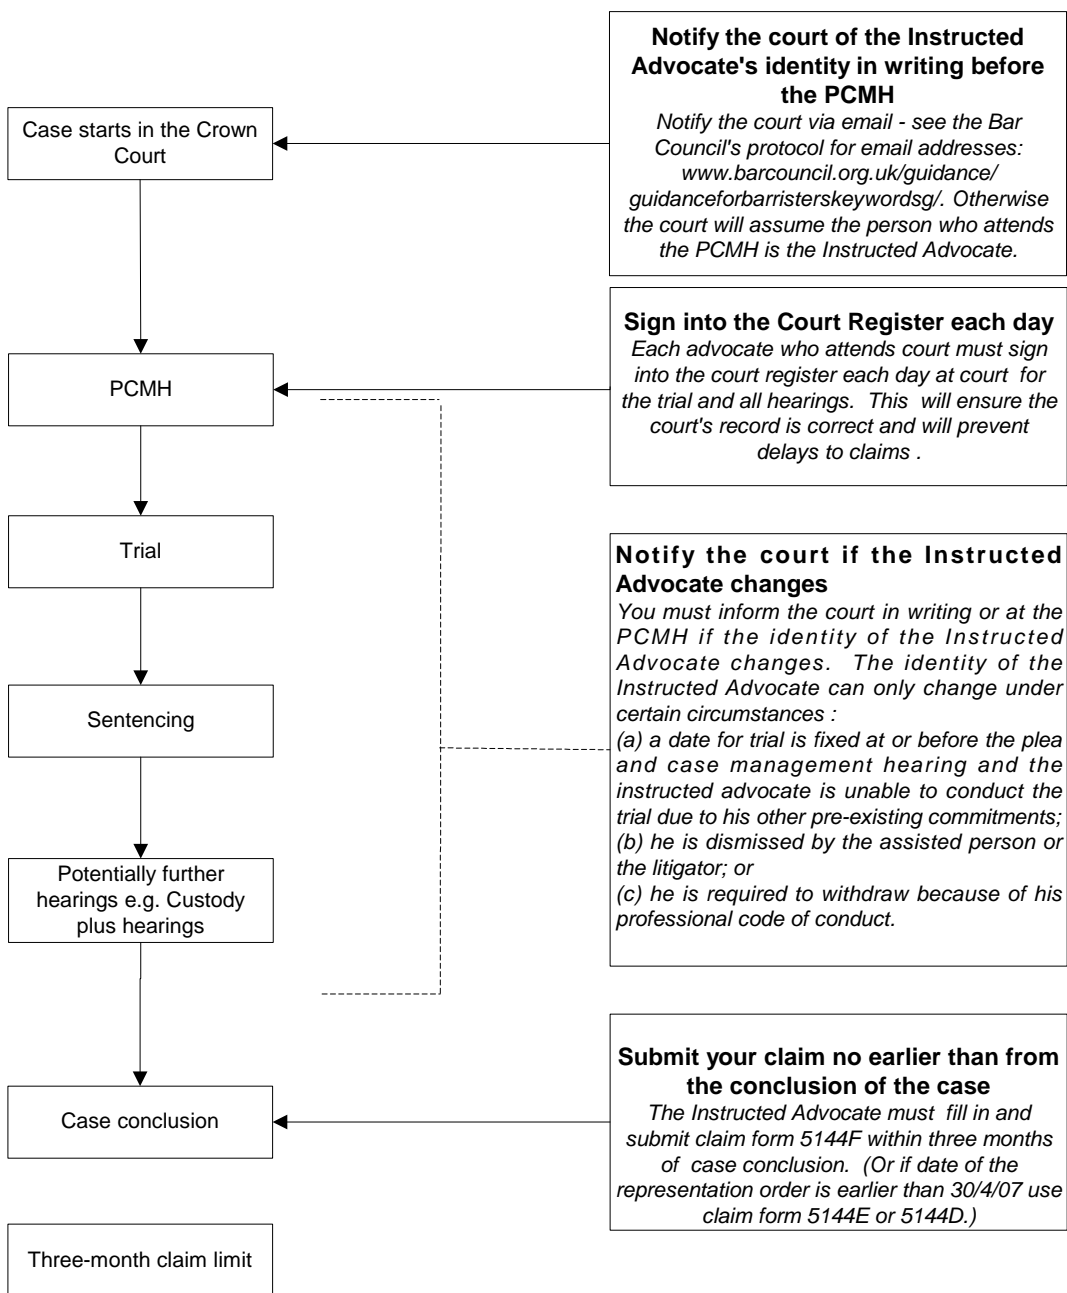 Notify the court of the Instructed
Advocate's identity in writing before
the PCMH
Notify the court via email - see the Bar
Council's protocol for email addresses:
www.barcouncil.org.uk/guidance/
guidanceforbarristerskeywordsg/. Otherwise
the court will assume the person who attends
the PCMH is the Instructed Advocate.
Case starts in the Crown
Court
Sign into the Court Register each day
Each advocate who attends court must sign
into the court register each day at court for
the trial and all hearings. This will ensure the
court's record is correct and will prevent
delays to claims .
PCMH
Trial
Notify the court if the Instructed
Advocate changes
You must inform the court in writing or at the
PCMH if the identity of the Instructed
Advocate changes. The identity of the
Instructed Advocate can only change under
certain circumstances :
(a) a date for trial is fixed at or before the plea
and case management hearing and the
instructed advocate is unable to conduct the
trial due to his other pre-existing commitments;
(b) he is dismissed by the assisted person or
the litigator; or
(c) he is required to withdraw because of his
professional code of conduct.
Sentencing
Potentially further
hearings e.g. Custody
plus hearings
Submit your claim no earlier than from
the conclusion of the case
The Instructed Advocate must fill in and
submit claim form 5144F within three months
of case conclusion. (Or if date of the
representation order is earlier than 30/4/07 use
claim form 5144E or 5144D.)
Case conclusion
Three-month claim limit